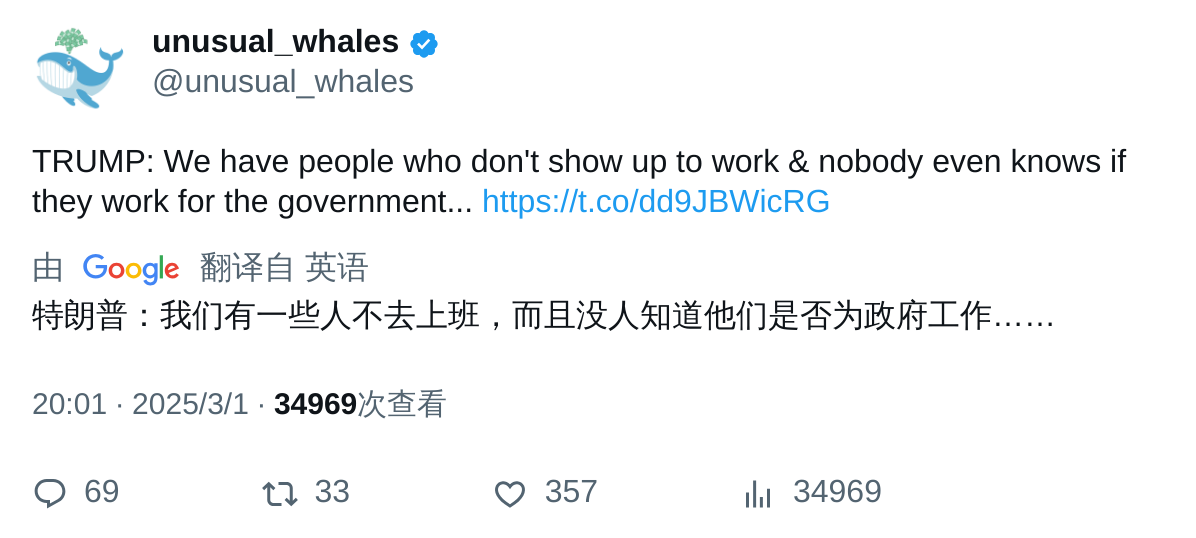 unusual_whales
@unusual_whales
TRUMP: We have people who don't show up to work & nobody even knows if
they work for the government... https://t.co/dd9JBWicRG
由 Google 翻译自 英语
特朗普：我们有一些人不去上班，而且没人知道他们是否为政府工作……
20:01 · 2025/3/1 · 34969次查看
69 33 357 34969